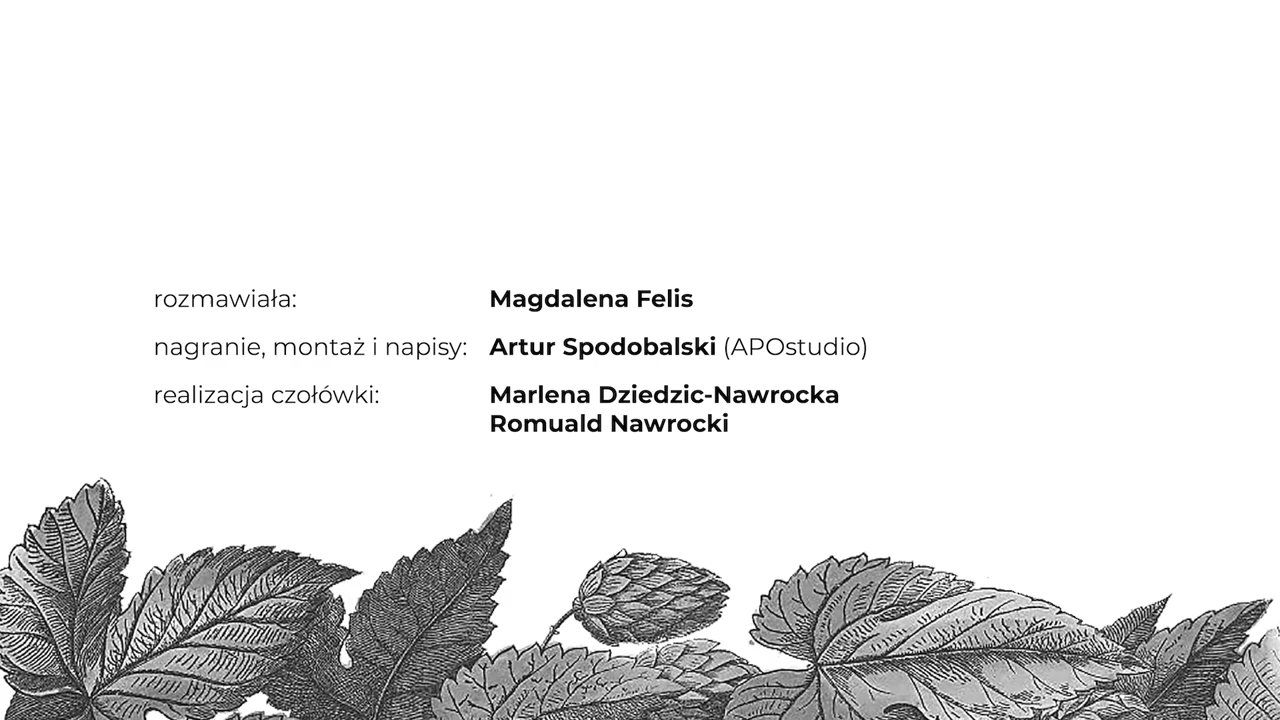 rozmawiała: Magdalena Felis
nagranie, montaż i napisy: Artur Spodobalski (APOstudio)
realizacja czołówki: Marlena Dziedzic-Nawrocka
Romuald Nawrocki